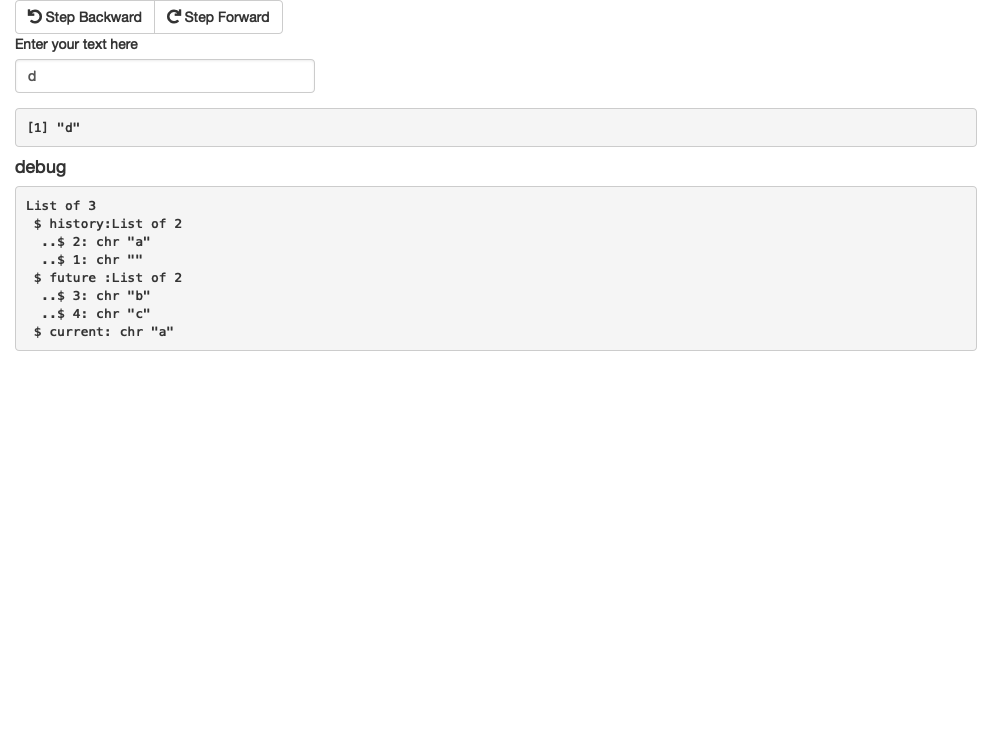 Step Backward Step Forward
Enter your text here
d
[1] "d"
debug
List of 3
 $ history:List of 2
  ..$ 2: chr "a"
  ..$ 1: chr ""
 $ future :List of 2
  ..$ 3: chr "b"
  ..$ 4: chr "c"
 $ current: chr "a"